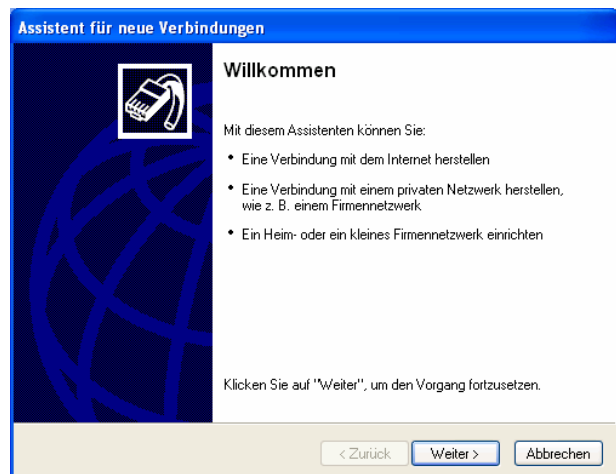 Assistent für neue Verbindungen
Willkommen
Mit diesem Assistenten können Sie:
• Eine Verbindung mit dem Internet herstellen
• Eine Verbindung mit einem privaten Netzwerk herstellen,
wie z. B. einem Firmennetzwerk
• Ein Heim- oder ein kleines Firmennetzwerk einrichten
Klicken Sie auf "Weiter", um den Vorgang fortzusetzen.
< Zurück Weiter > Abbrechen